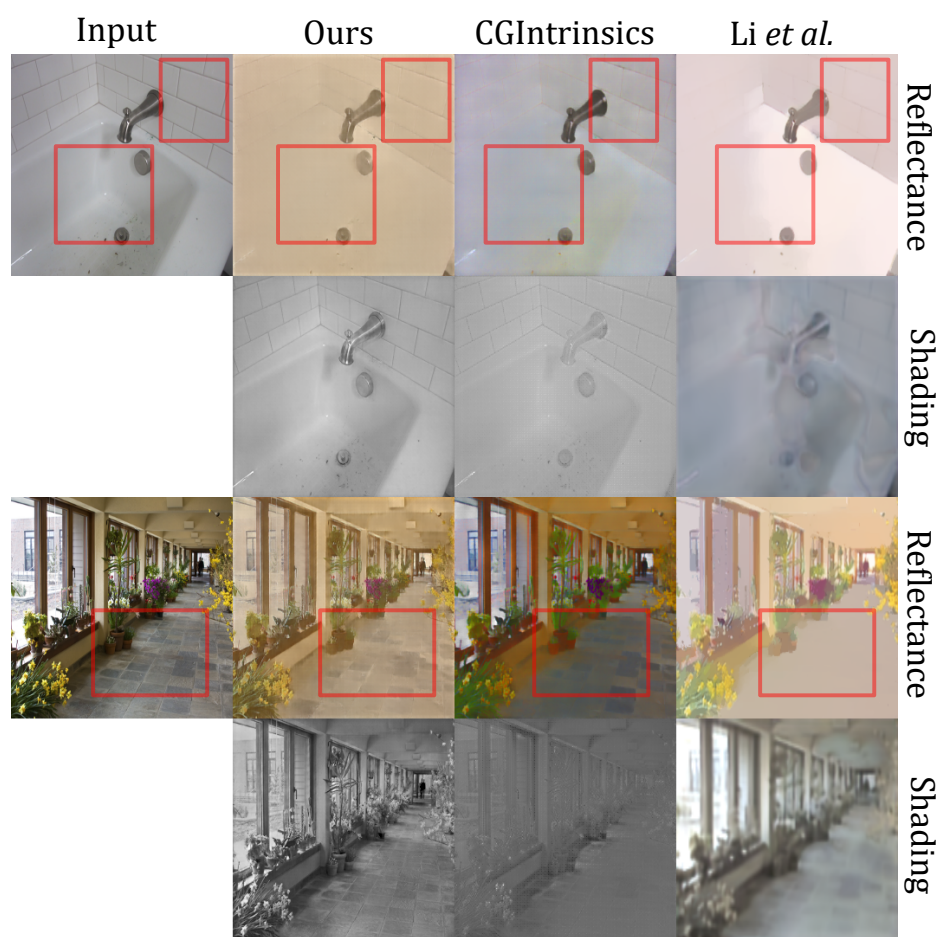 Input Ours CGIntrinsics Li et al.
Reflectance
Shading
Reflectance
Shading